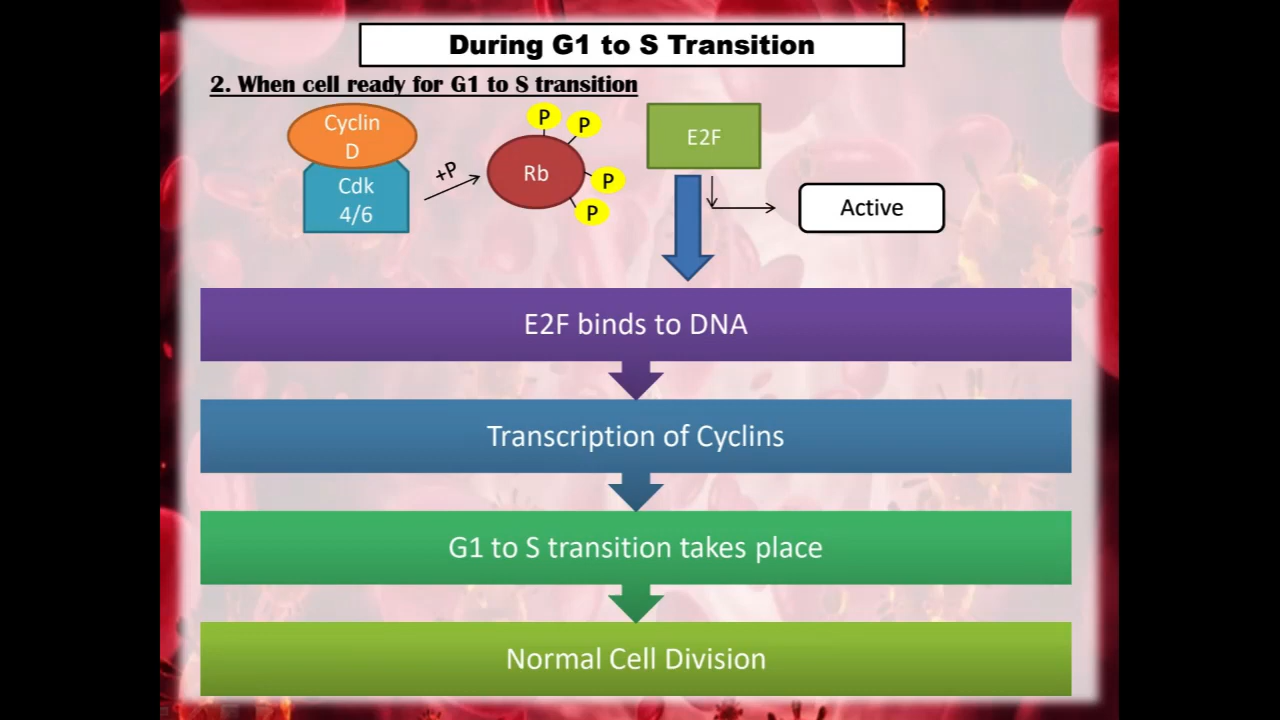 During G1 to S Transition
2. When cell ready for G1 to S transition
Cyclin
D
Cdk
4/6
+P
Rb
P
P
P
P
E2F
Active
E2F binds to DNA
Transcription of Cyclins
G1 to S transition takes place
Normal Cell Division